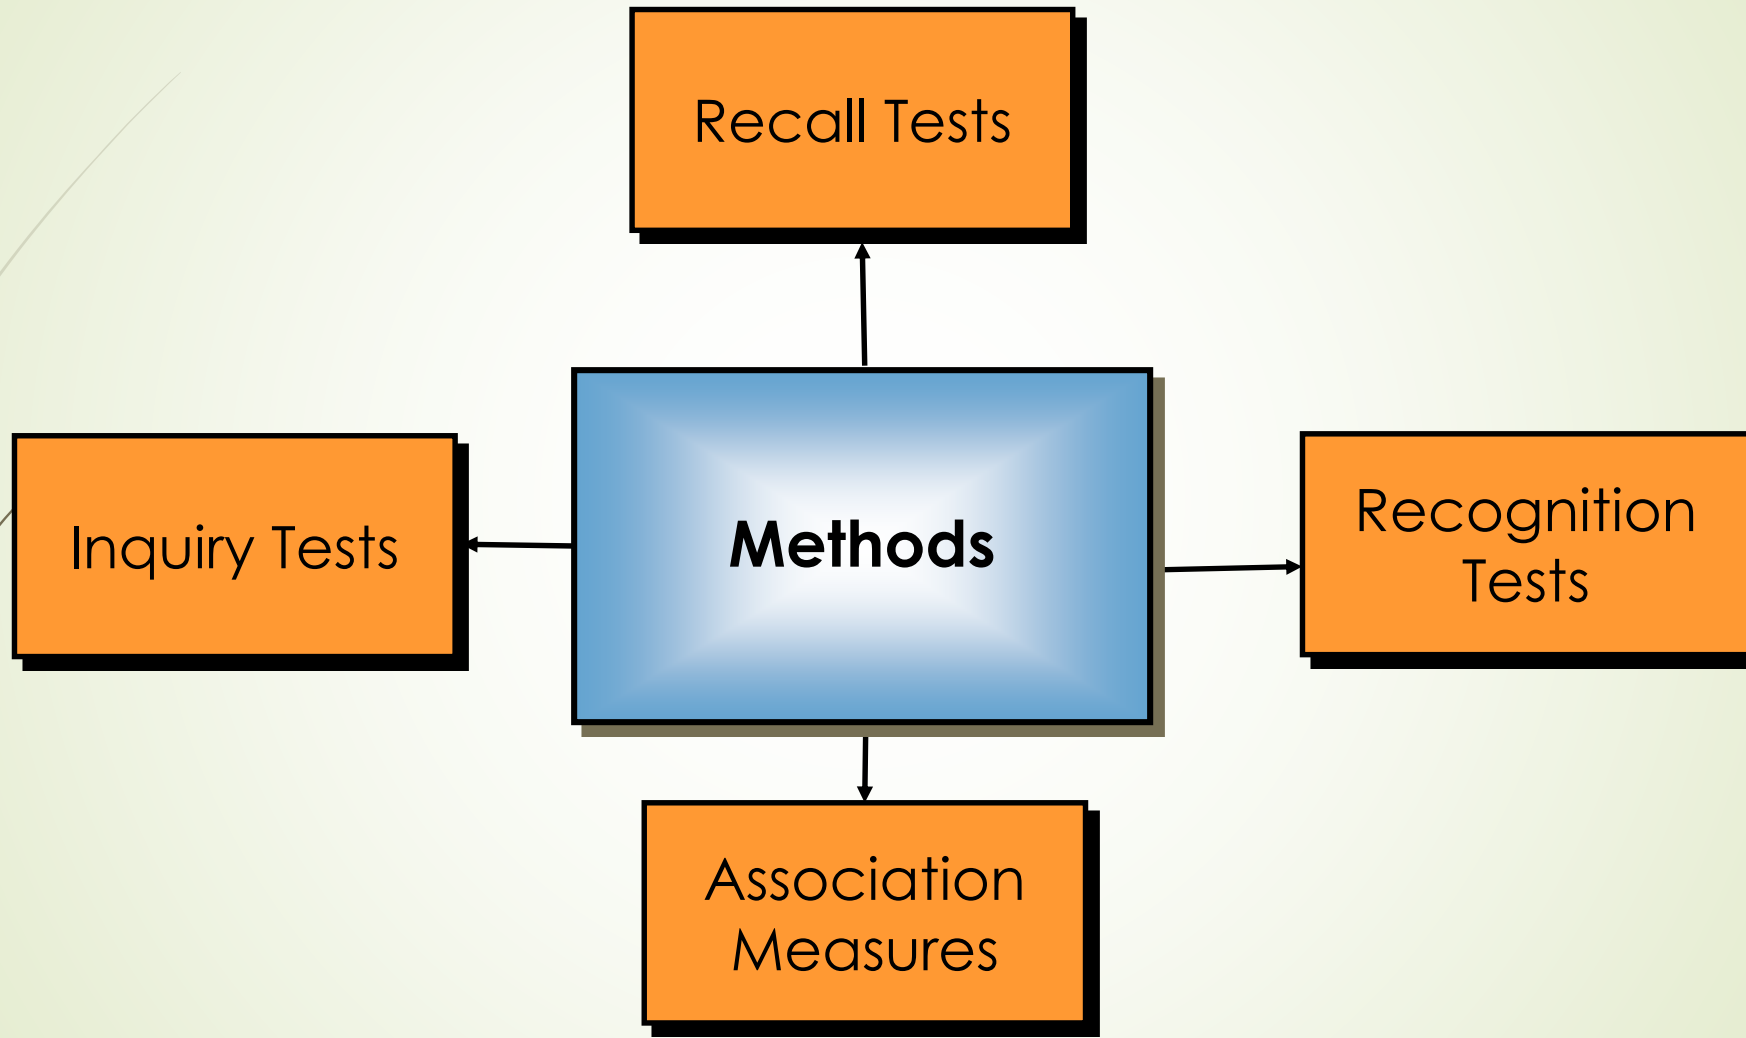 Recall Tests
Inquiry Tests
Methods
Recognition
Tests
Association
Measures